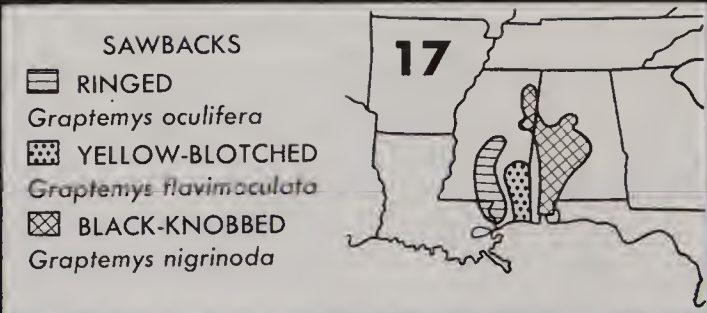 SAWBACKS
RINGED
Graptemys oculifera
YELLOW-BLOTCHED
Graptemys flavimaculata
BLACK-KNOBBED
Graptemys nigrinoda
17